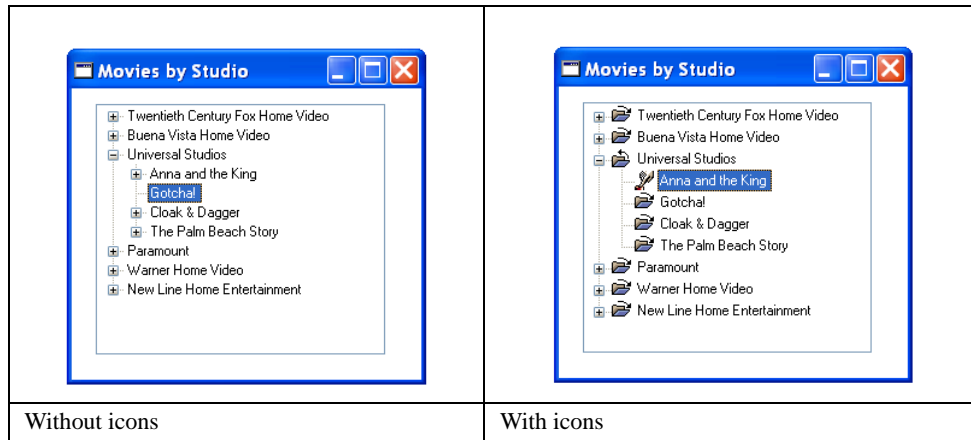 Movies by Studio
Twentieth Century Fox Home Video
Buena Vista Home Video
Universal Studios
Anna and the King
Gotcha!
Cloak & Dagger
The Palm Beach Story
Paramount
Warner Home Video
New Line Home Entertainment
Without icons
Movies by Studio
Twentieth Century Fox Home Video
Buena Vista Home Video
Universal Studios
Anna and the King
Gotcha!
Cloak & Dagger
The Palm Beach Story
Paramount
Warner Home Video
New Line Home Entertainment
With icons